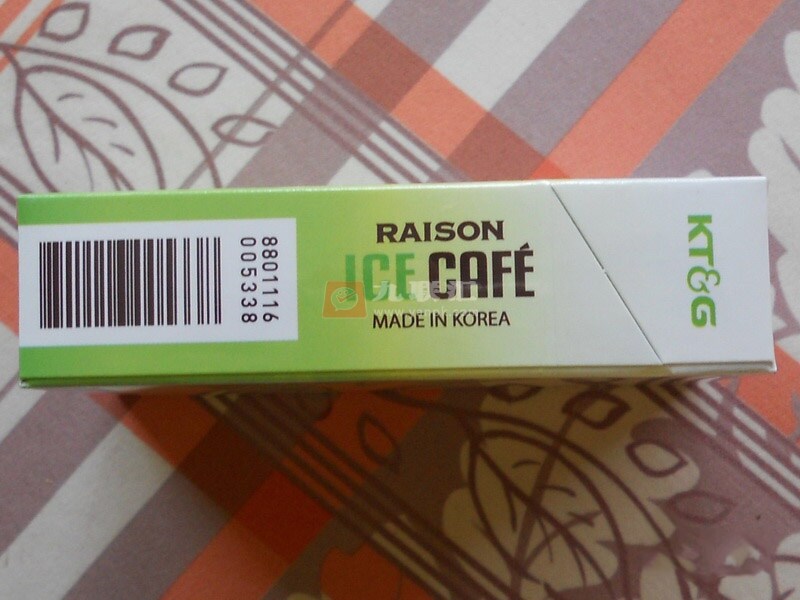 RAISON
ICE CAFÉ
MADE IN KOREA
KT&G
8801116
005338